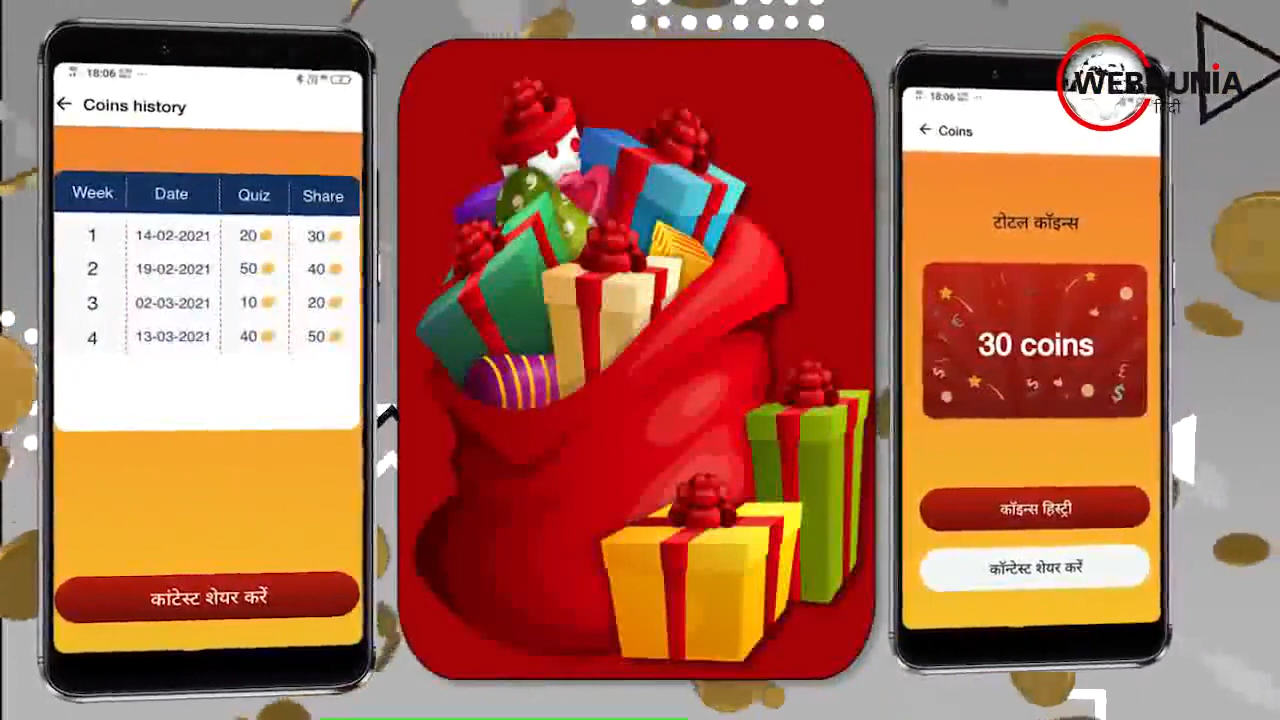 18:06
Coins history
Week Date Quiz Share
1 14-02-2021 20 30
2 19-02-2021 50 40
3 02-03-2021 10 20
4 13-03-2021 40 50
कांटेस्ट शेयर करें
WEBDUNIA
हिंदी
18:06
Coins
टोटल कॉइन्स
30 coins
कॉइन्स हिस्ट्री
कॉन्टेस्ट शेयर करें